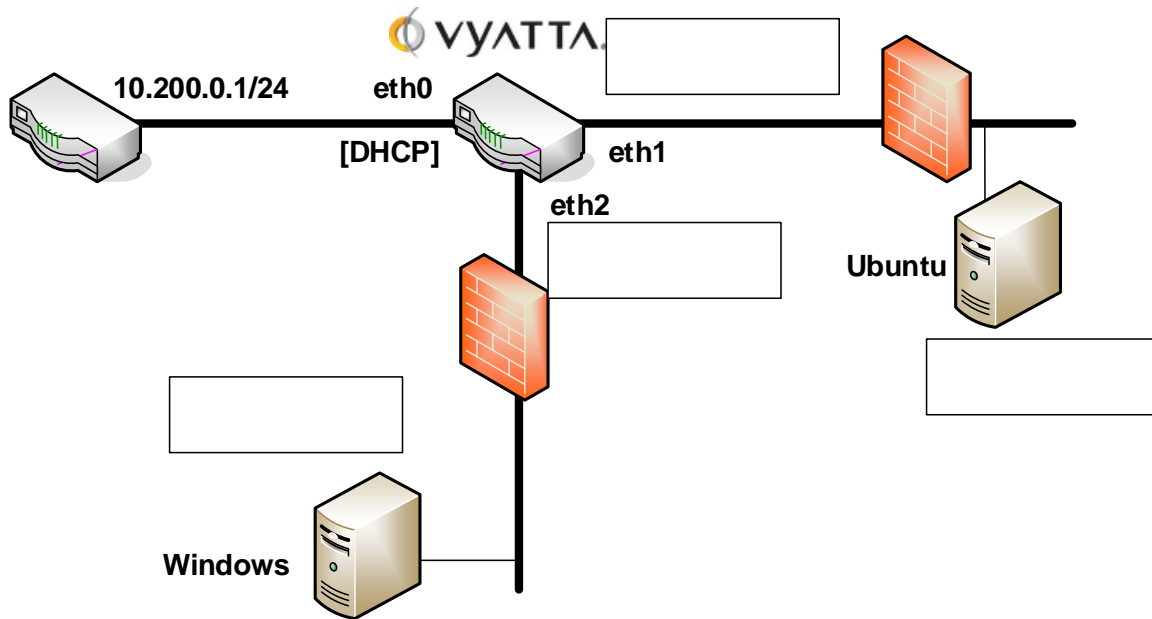 VYATTA.
10.200.0.1/24
eth0
[DHCP]
eth1
eth2
Ubuntu
Windows